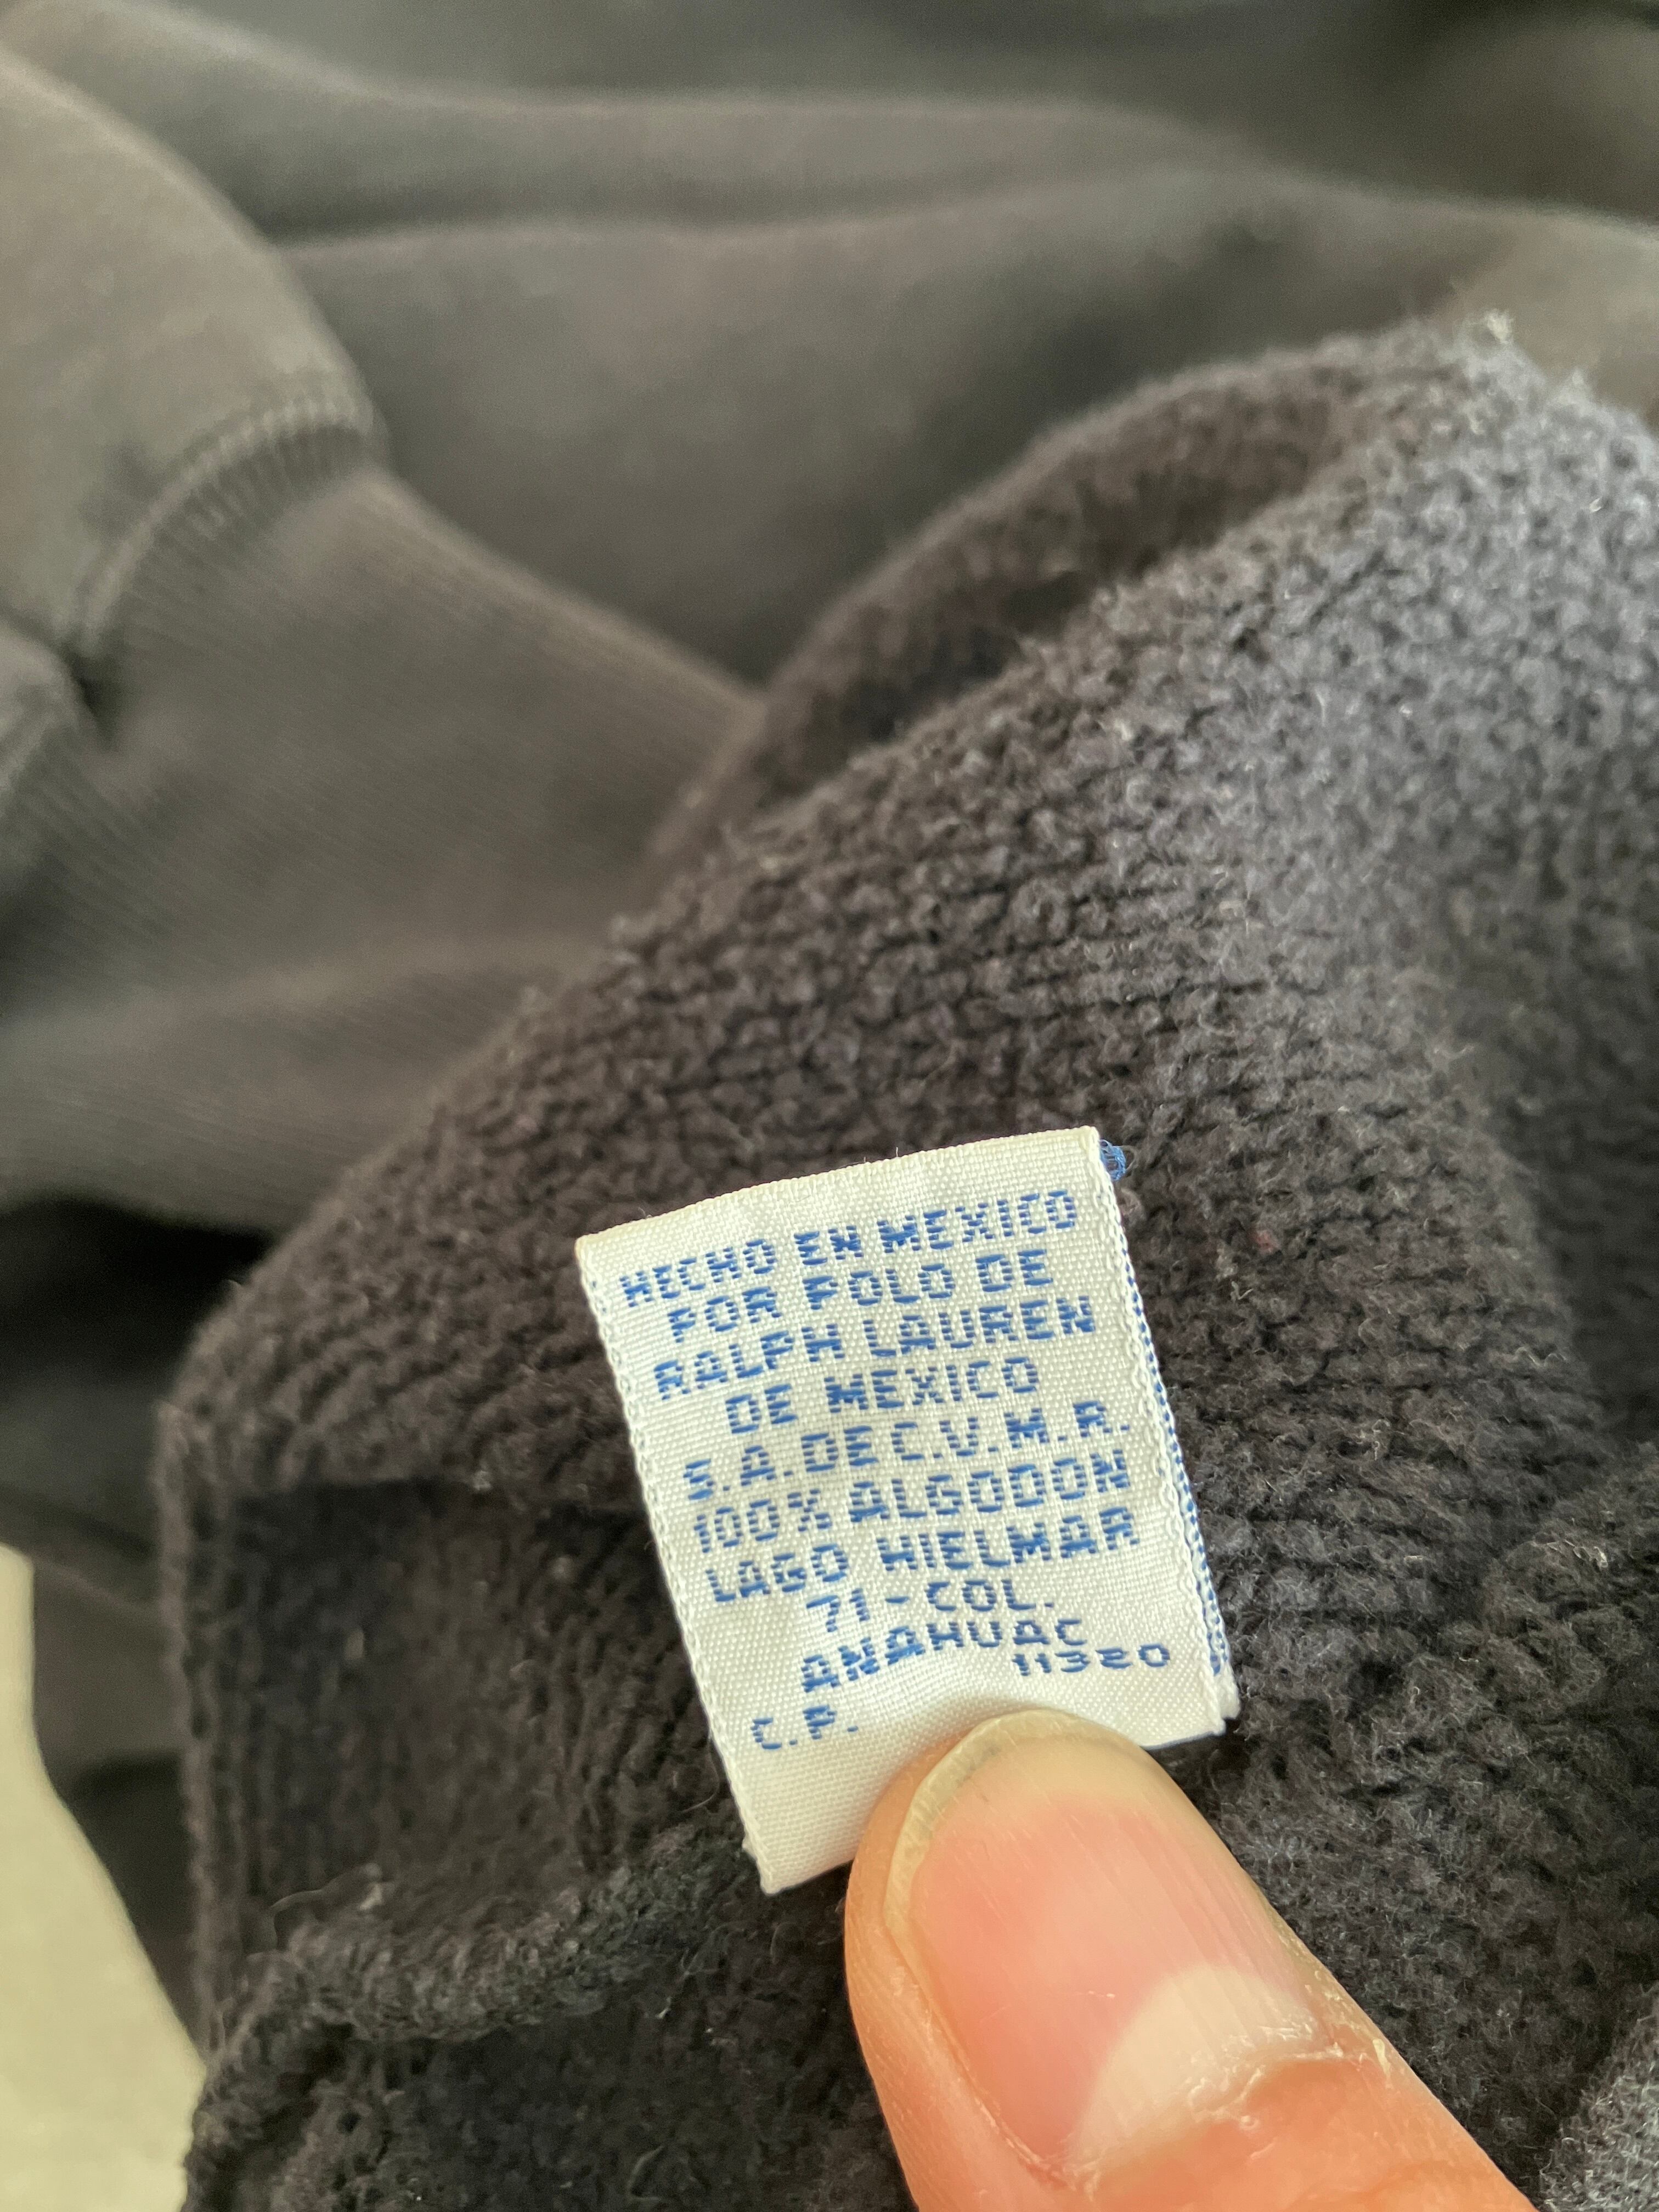 HECHO EN MEXICO
POR POLO DE
RALPH LAUREN
DE MEXICO
S.A. DE C.V. M.R.
100% ALGODON
LAGO HIELMAR
71 - COL.
ANAHUAC
C.P. 11320